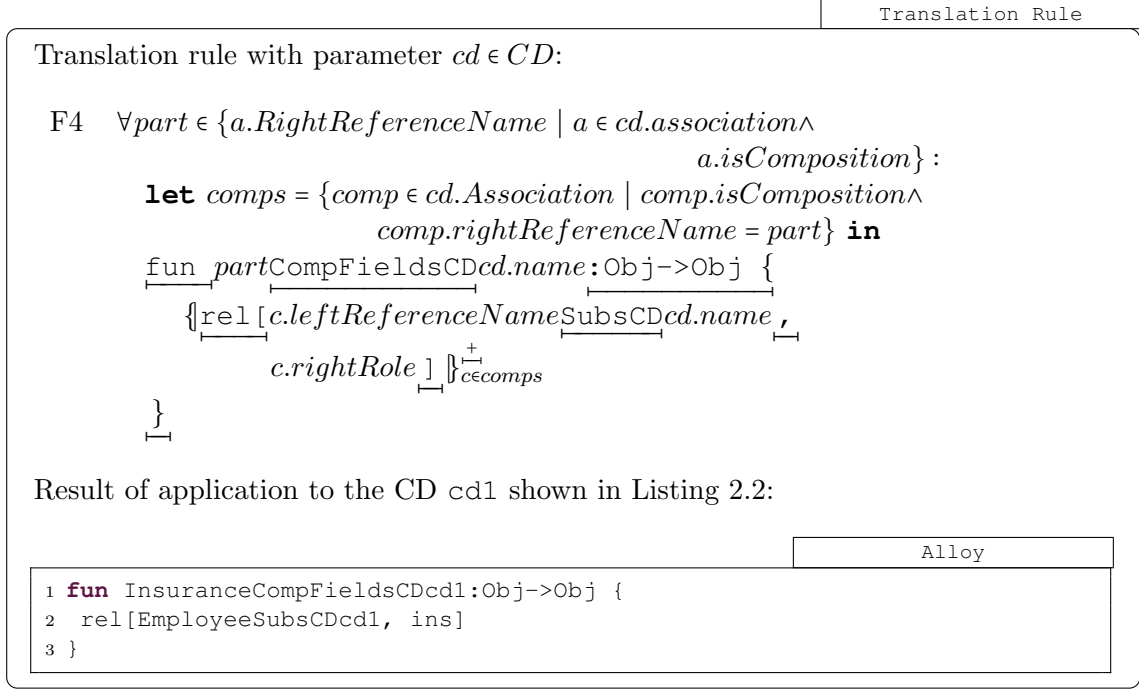 Translation Rule
Translation rule with parameter cd ∈ CD:
F4 ∀part ∈ {a.RightReferenceName | a ∈ cd.association∧
a.isComposition} :
let comps = {comp ∈ cd.Association | comp.isComposition∧
comp.rightReferenceName = part} in
fun partCompFieldsCDcd.name:Obj->Obj {
⦃rel[c.leftReferenceNameSubsCDcd.name,
c.rightRole]⦄⁺c∈comps
}
Result of application to the CD cd1 shown in Listing 2.2:
Alloy
1 fun InsuranceCompFieldsCDcd1:Obj->Obj {
2 rel[EmployeeSubsCDcd1, ins]
3 }